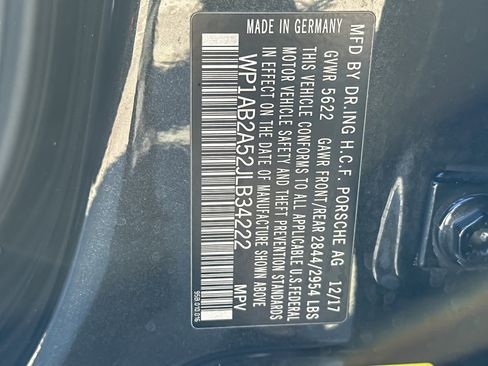 MFD BY DR.ING H.C.F. PORSCHE AG 12/17
GVWR 5622 GAWR FRONT/REAR 2844/2954 LBS
THIS VEHICLE CONFORMS TO ALL APPLICABLE U.S.FEDERAL
MOTOR VEHICLE SAFETY AND THEFT PREVENTION STANDARDS
IN EFFECT ON THE DATE OF MANUFACTURE SHOWN ABOVE
WP1AB2A52JLB34222 MPV
MADE IN GERMANY